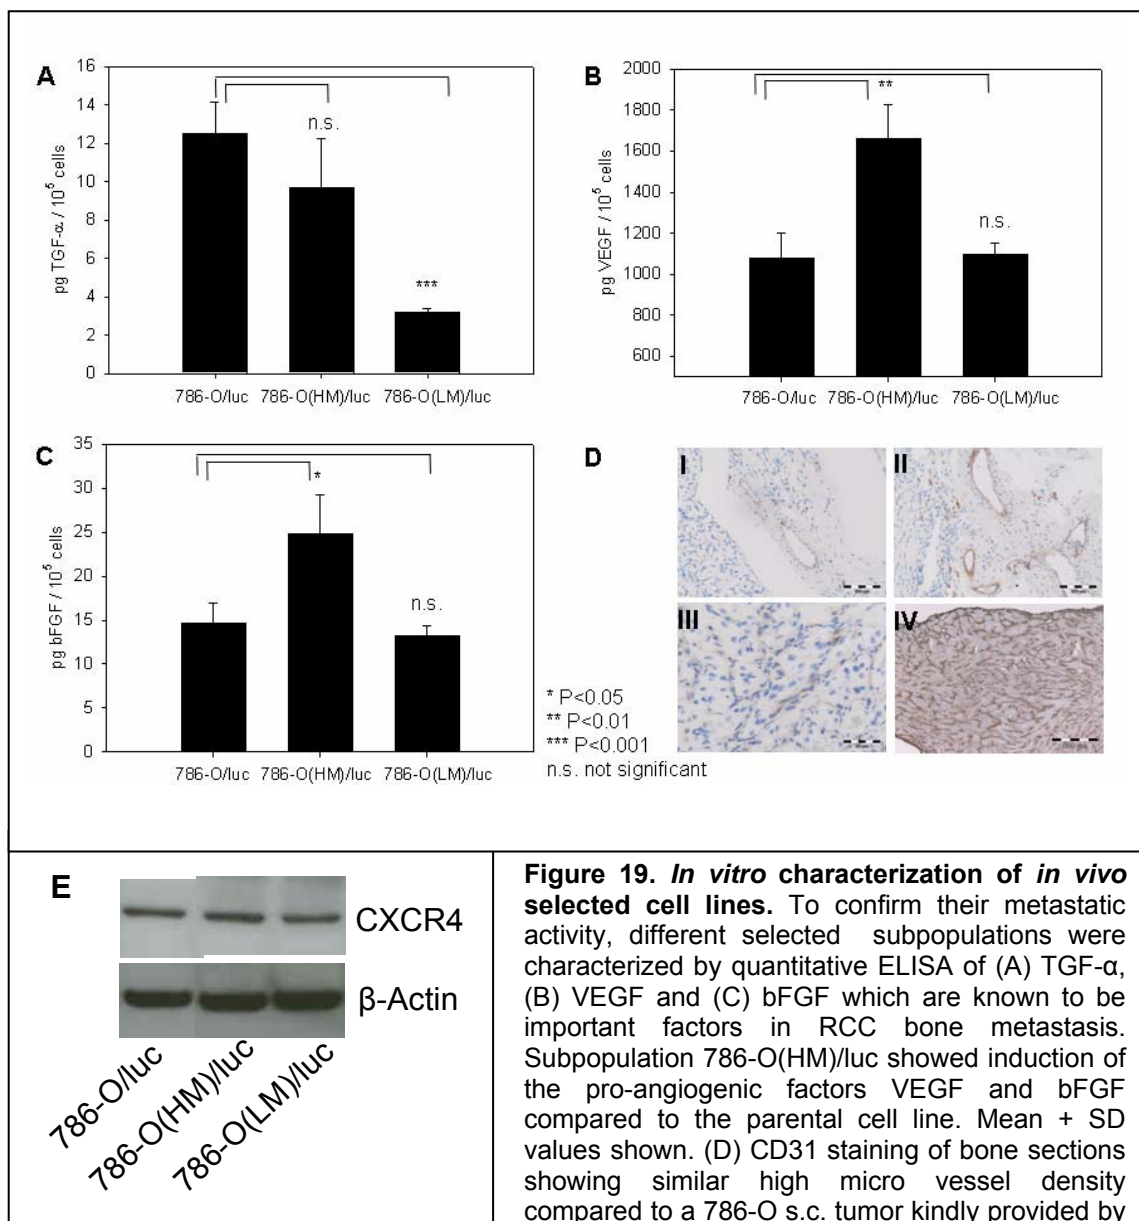 A
16
14
12
10
8
6
4
2
0
pg TGF-α / 10⁵ cells
n.s.
***
786-O/luc 786-O(HM)/luc 786-O(LM)/luc
B
2000
1800
1600
1400
1200
1000
800
600
pg VEGF / 10⁵ cells
**
n.s.
786-O/luc 786-O(HM)/luc 786-O(LM)/luc
C
35
30
25
20
15
10
5
0
pg bFGF / 10⁵ cells
*
n.s.
786-O/luc 786-O(HM)/luc 786-O(LM)/luc
* P<0.05
** P<0.01
*** P<0.001
n.s. not significant
D
I
II
III
IV
E
CXCR4
β-Actin
786-O/luc
786-O(HM)/luc
786-O(LM)/luc
Figure 19. In vitro characterization of in vivo
selected cell lines. To confirm their metastatic
activity, different selected subpopulations were
characterized by quantitative ELISA of (A) TGF-α,
(B) VEGF and (C) bFGF which are known to be
important factors in RCC bone metastasis.
Subpopulation 786-O(HM)/luc showed induction of
the pro-angiogenic factors VEGF and bFGF
compared to the parental cell line. Mean + SD
values shown. (D) CD31 staining of bone sections
showing similar high micro vessel density
compared to a 786-O s.c. tumor kindly provided by